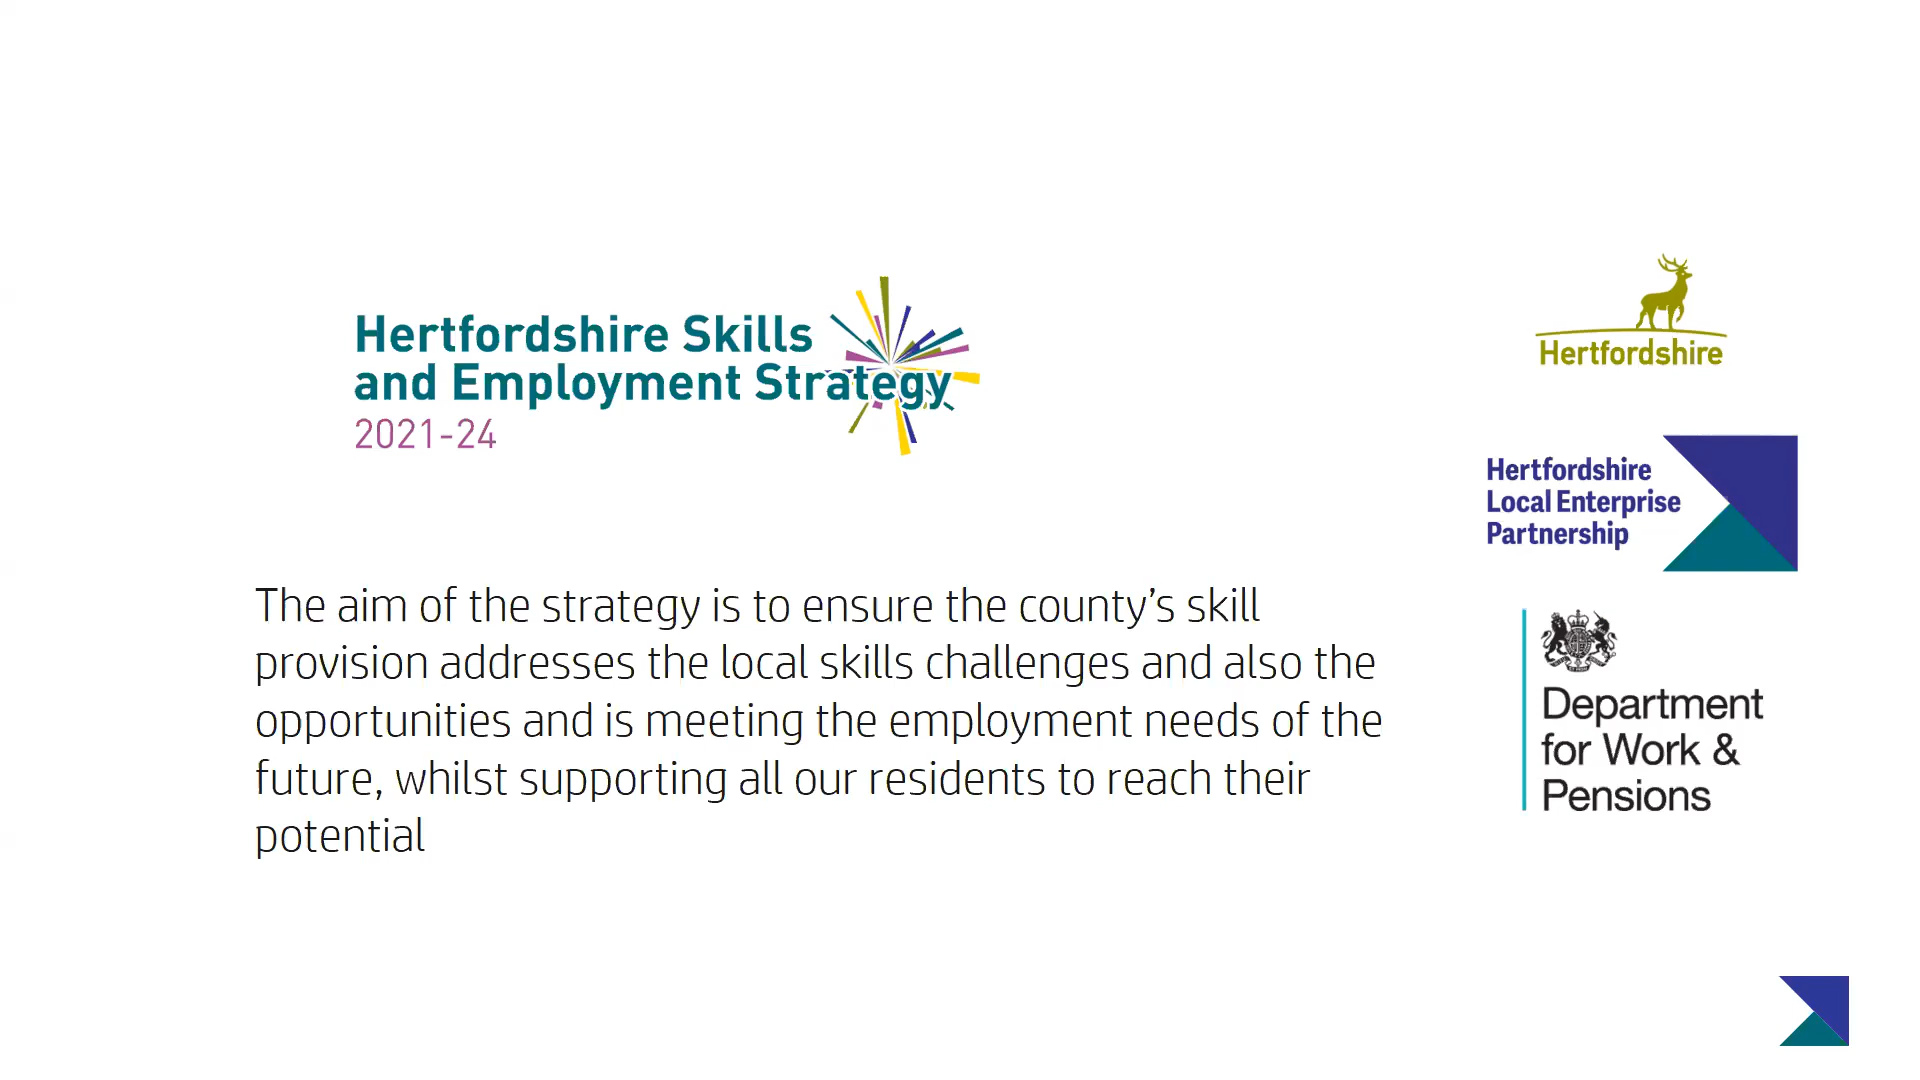 Hertfordshire Skills
and Employment Strategy
2021-24
The aim of the strategy is to ensure the county’s skill
provision addresses the local skills challenges and also the
opportunities and is meeting the employment needs of the
future, whilst supporting all our residents to reach their
potential
Hertfordshire
Hertfordshire
Local Enterprise
Partnership
Department
for Work &
Pensions